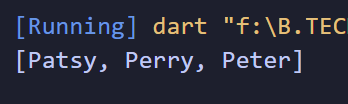 [Running] dart "f:\B.TEC
[Patsy, Perry, Peter]